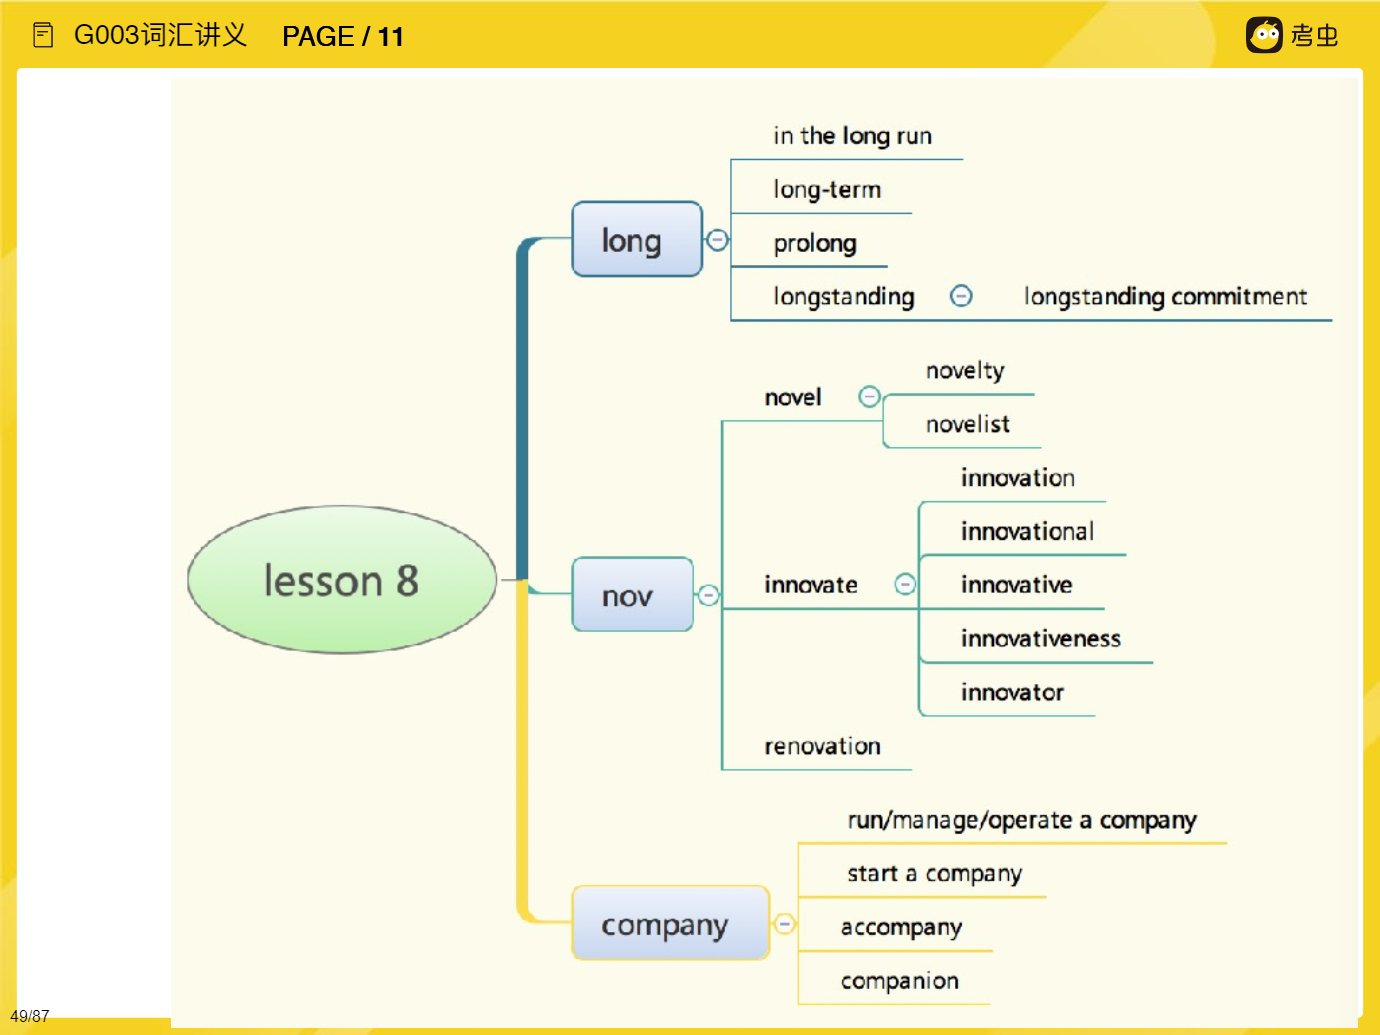 G003词汇讲义 PAGE / 11
考虫
in the long run
long-term
long
prolong
longstanding
longstanding commitment
novelty
novel
novelist
innovation
innovational
lesson 8
nov
innovate
innovative
innovativeness
innovator
renovation
run/manage/operate a company
start a company
company
accompany
companion
49/87